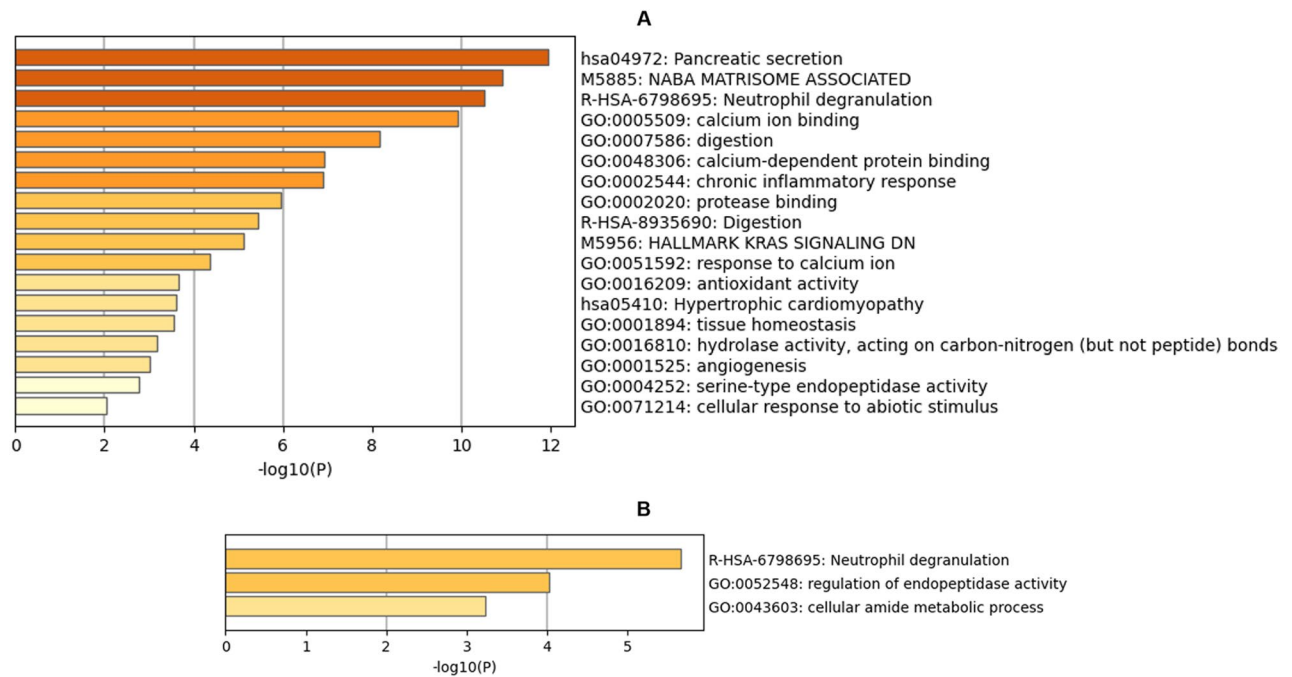 A
hsa04972: Pancreatic secretion
M5885: NABA MATRISOME ASSOCIATED
R-HSA-6798695: Neutrophil degranulation
GO:0005509: calcium ion binding
GO:0007586: digestion
GO:0048306: calcium-dependent protein binding
GO:0002544: chronic inflammatory response
GO:0002020: protease binding
R-HSA-8935690: Digestion
M5956: HALLMARK KRAS SIGNALING DN
GO:0051592: response to calcium ion
GO:0016209: antioxidant activity
hsa05410: Hypertrophic cardiomyopathy
GO:0001894: tissue homeostasis
GO:0016810: hydrolase activity, acting on carbon-nitrogen (but not peptide) bonds
GO:0001525: angiogenesis
GO:0004252: serine-type endopeptidase activity
GO:0071214: cellular response to abiotic stimulus
0 2 4 6 8 10 12
-log10(P)
B
R-HSA-6798695: Neutrophil degranulation
GO:0052548: regulation of endopeptidase activity
GO:0043603: cellular amide metabolic process
0 1 2 3 4 5
-log10(P)